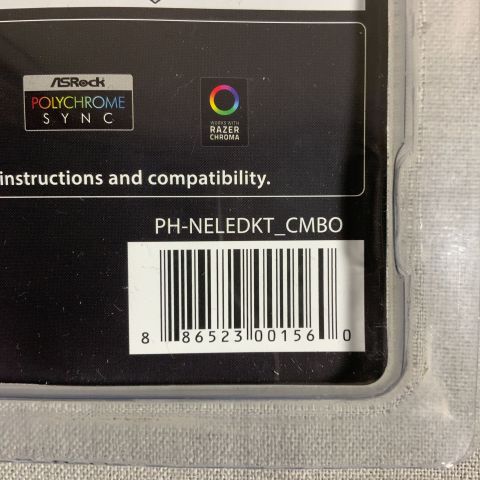 ASRock
POLYCHROME
SYNC
WORKS WITH
RAZER
CHROMA
instructions and compatibility.
PH-NELEDKT_CMBO
8 86523 00156 0